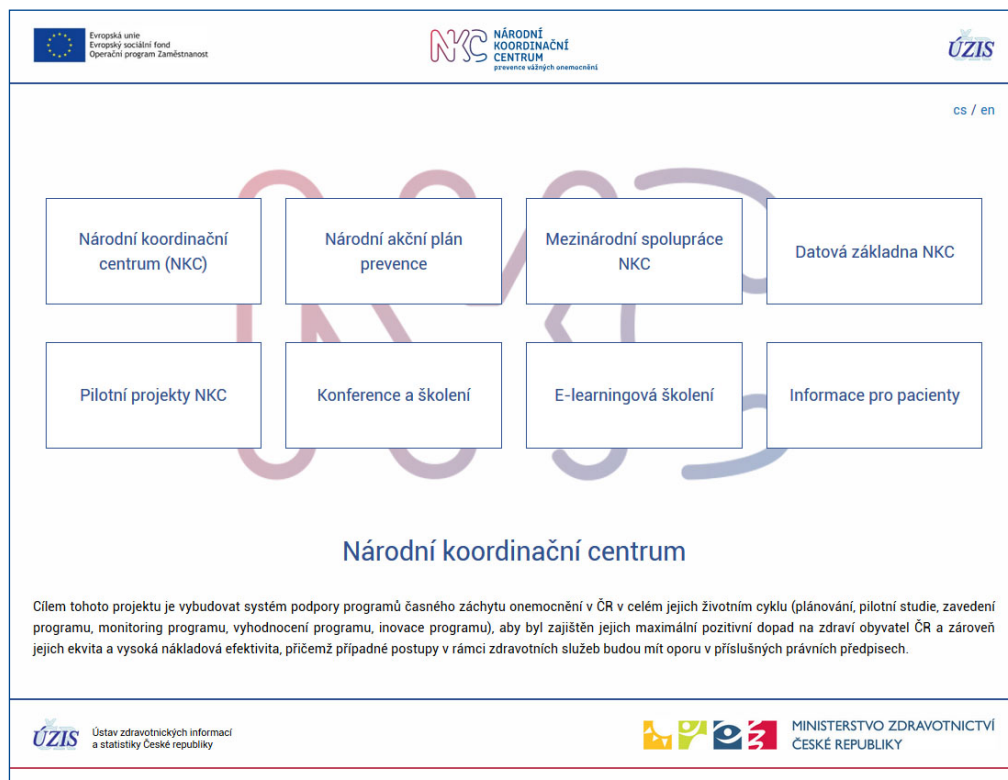 Evropská unie
Evropský sociální fond
Operační program Zaměstnanost
NKC
NÁRODNÍ
KOORDINAČNÍ
CENTRUM
prevence vážných onemocnění
ÚZIS
cs / en
Národní koordinační
centrum (NKC)
Národní akční plán
prevence
Mezinárodní spolupráce
NKC
Datová základna NKC
Pilotní projekty NKC
Konference a školení
E-learningová školení
Informace pro pacienty
Národní koordinační centrum
Cílem tohoto projektu je vybudovat systém podpory programů časného záchytu onemocnění v ČR v celém jejich životním cyklu (plánování, pilotní studie, zavedení
programu, monitoring programu, vyhodnocení programu, inovace programu), aby byl zajištěn jejich maximální pozitivní dopad na zdraví obyvatel ČR a zároveň
jejich ekvita a vysoká nákladová efektivita, přičemž případné postupy v rámci zdravotních služeb budou mít oporu v příslušných právních předpisech.
ÚZIS
Ústav zdravotnických informací
a statistiky České republiky
MINISTERSTVO ZDRAVOTNICTVÍ
ČESKÉ REPUBLIKY